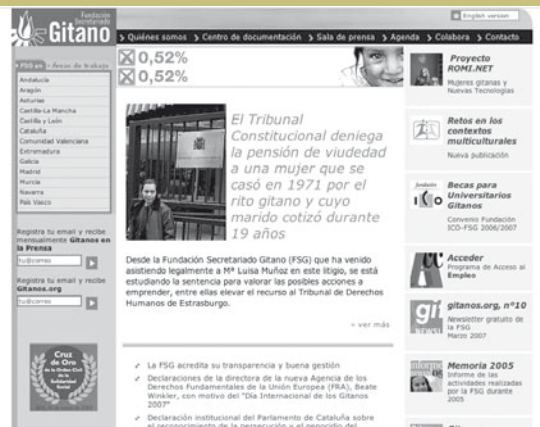 Fundación
Secretariado
Gitano
English version
Quiénes somos
Centro de documentación
Sala de prensa
Agenda
Colabora
Contacto
FSG en
Áreas de trabajo
Andalucía
Aragón
Asturias
Castilla-La Mancha
Castilla y León
Cataluña
Comunidad Valenciana
Extremadura
Galicia
Madrid
Murcia
Navarra
País Vasco
Registra tu email y recibe
mensualmente Gitanos en
la Prensa
tu@correo
Registra tu email y recibe
Gitanos.org
tu@correo
Cruz
de Oro
de la Orden Civil
de la
Solidaridad
Social
0,52%
0,52%
El Tribunal
Constitucional deniega
la pensión de viudedad
a una mujer que se
casó en 1971 por el
rito gitano y cuyo
marido cotizó durante
19 años
Desde la Fundación Secretariado Gitano (FSG) que ha venido
asistiendo legalmente a Mª Luisa Muñoz en este litigio, se está
estudiando la sentencia para valorar las posibles acciones a
emprender, entre ellas elevar el recurso al Tribunal de Derechos
Humanos de Estrasburgo.
» ver más
La FSG acredita su transparencia y buena gestión
Declaraciones de la directora de la nueva Agencia de los
Derechos Fundamentales de la Unión Europea (FRA), Beate
Winkler, con motivo del "Día Internacional de los Gitanos
2007"
Declaración institucional del Parlamento de Cataluña sobre
el reconocimiento de la persecución y el genocidio del
Proyecto
ROMI.NET
Mujeres gitanas y
Nuevas Tecnologías
Retos en los
contextos
multiculturales
Nueva publicación
fundación
ICO
Becas para
Universitarios
Gitanos
Convenio Fundación
ICO-FSG 2006/2007
Acceder
Programa de Acceso al
Empleo
gitanos.org, nº10
Newsletter gratuito de
la FSG
Marzo 2007
Memoria 2005
Informe de las
actividades realizadas
por la FSG durante
2005